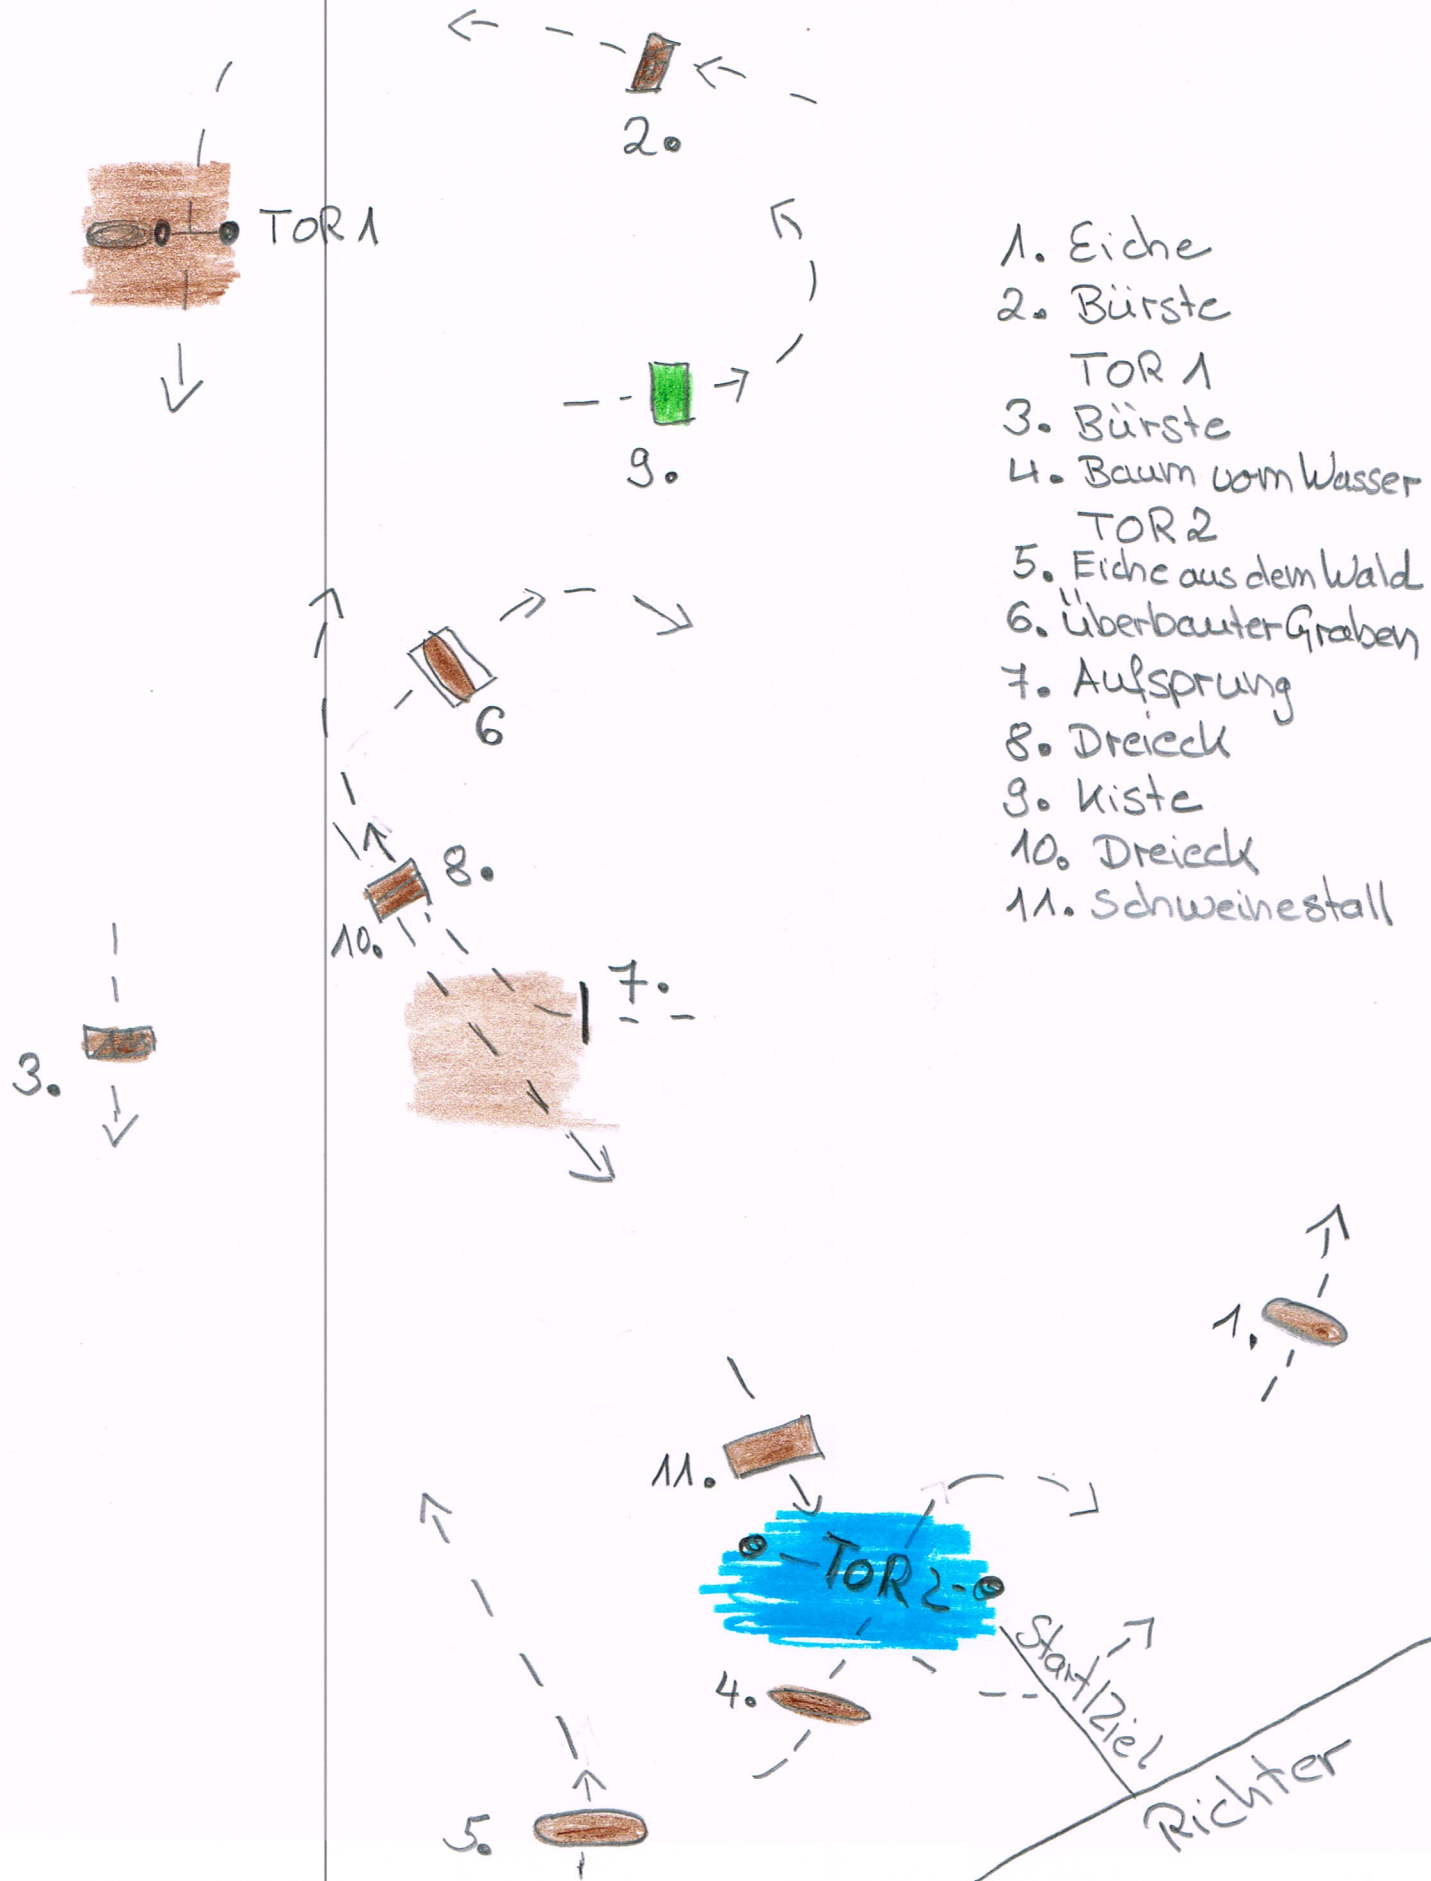 2.
TOR 1
9.
1. Eiche
2. Bürste
TOR 1
3. Bürste
4. Baum vom Wasser
TOR 2
5. Eiche aus dem Wald
6. Überbauter Graben
7. Aufsprung
8. Dreieck
9. Kiste
10. Dreieck
11. Schweinestall
6
8.
10.
7.
3.
1.
11.
TOR 2
4.
Start/Ziel
5.
Richter